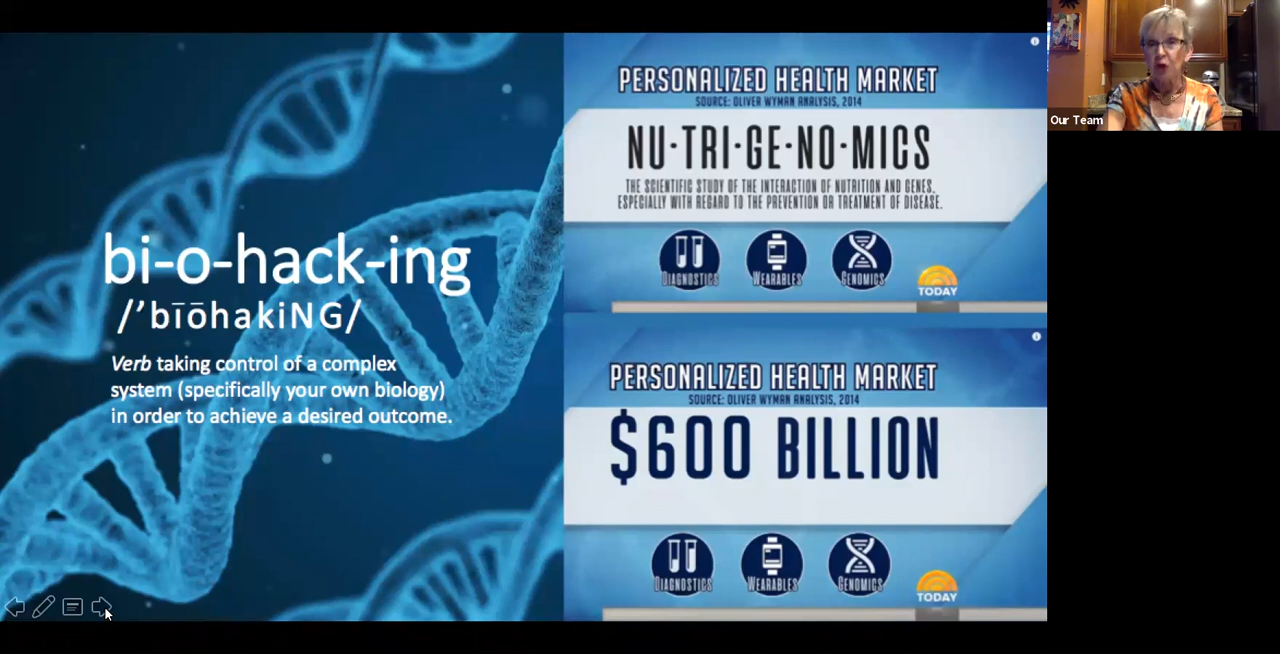 bi-o-hack-ing
/’bīōhakiNG/
Verb taking control of a complex
system (specifically your own biology)
in order to achieve a desired outcome.
PERSONALIZED HEALTH MARKET
SOURCE: OLIVER WYMAN ANALYSIS, 2014
NU·TRI·GE·NO·MICS
THE SCIENTIFIC STUDY OF THE INTERACTION OF NUTRITION AND GENES,
ESPECIALLY WITH REGARD TO THE PREVENTION OR TREATMENT OF DISEASE.
DIAGNOSTICS WEARABLES GENOMICS
TODAY
PERSONALIZED HEALTH MARKET
SOURCE: OLIVER WYMAN ANALYSIS, 2014
$600 BILLION
DIAGNOSTICS WEARABLES GENOMICS
TODAY
Our Team